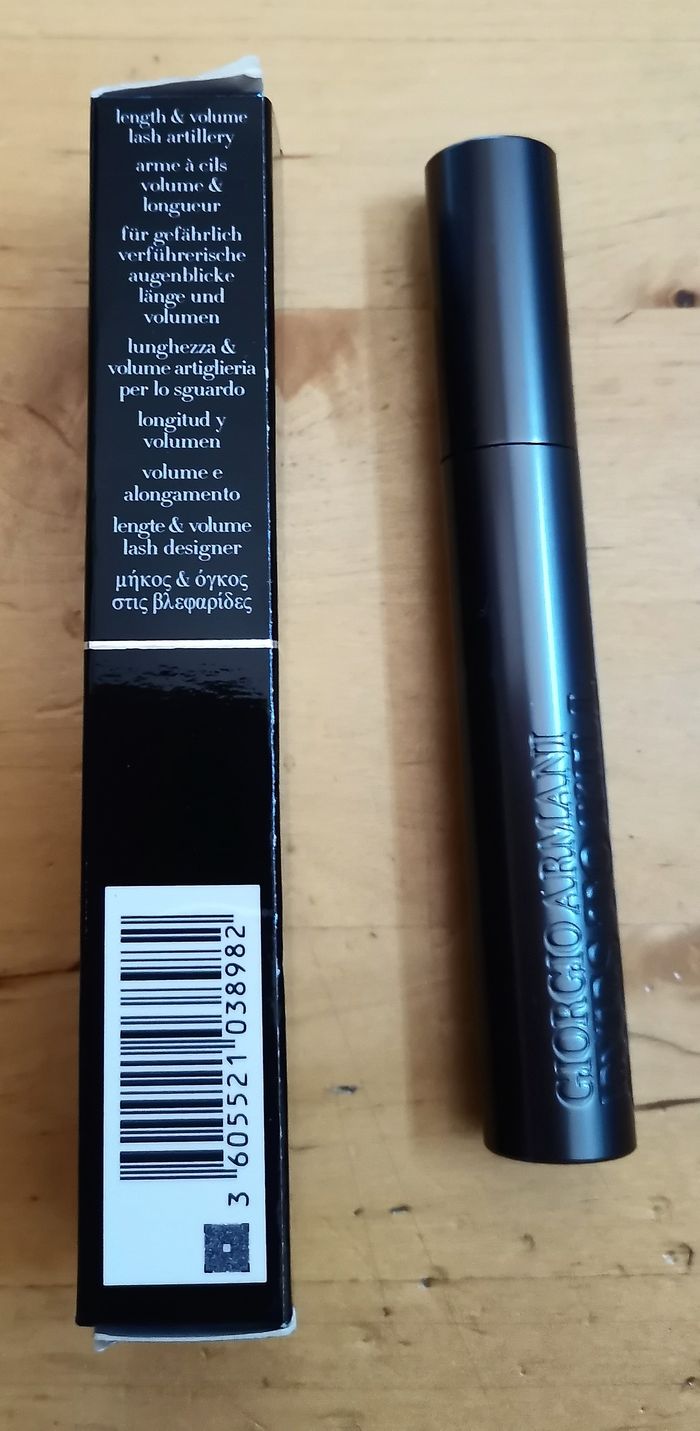 length & volume
lash artillery
arme à cils
volume &
longueur
für gefährlich
verführerische
augenblicke
länge und
volumen
lunghezza &
volume artiglieria
per lo sguardo
longitud y
volumen
volume e
alongamento
lengte & volume
lash designer
μήκος & όγκος
στις βλεφαρίδες
3 605521 038982
GIORGIO ARMANI